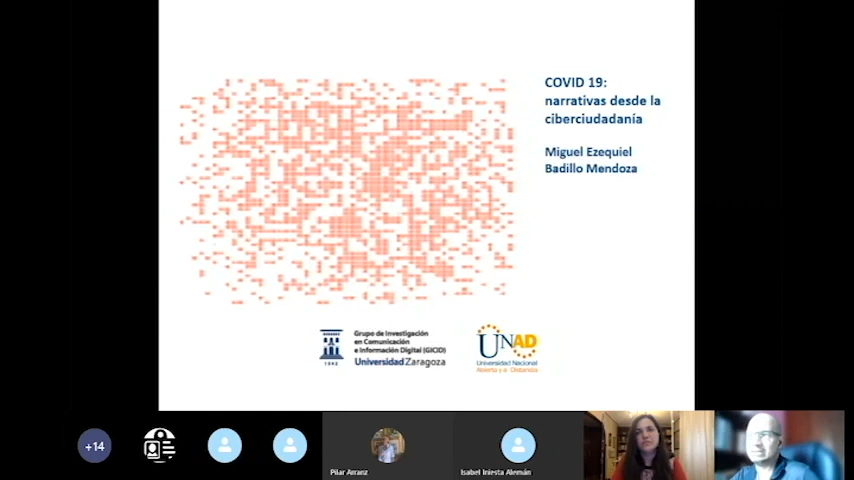 COVID 19:
narrativas desde la
ciberciudadanía
Miguel Ezequiel
Badillo Mendoza
Grupo de Investigación
en Comunicación
e Información Digital (GICID)
Universidad Zaragoza
1542
UNAD
Universidad Nacional
Abierta y a Distancia
+14
Pilar Arranz
Isabel Iniesta Alemán